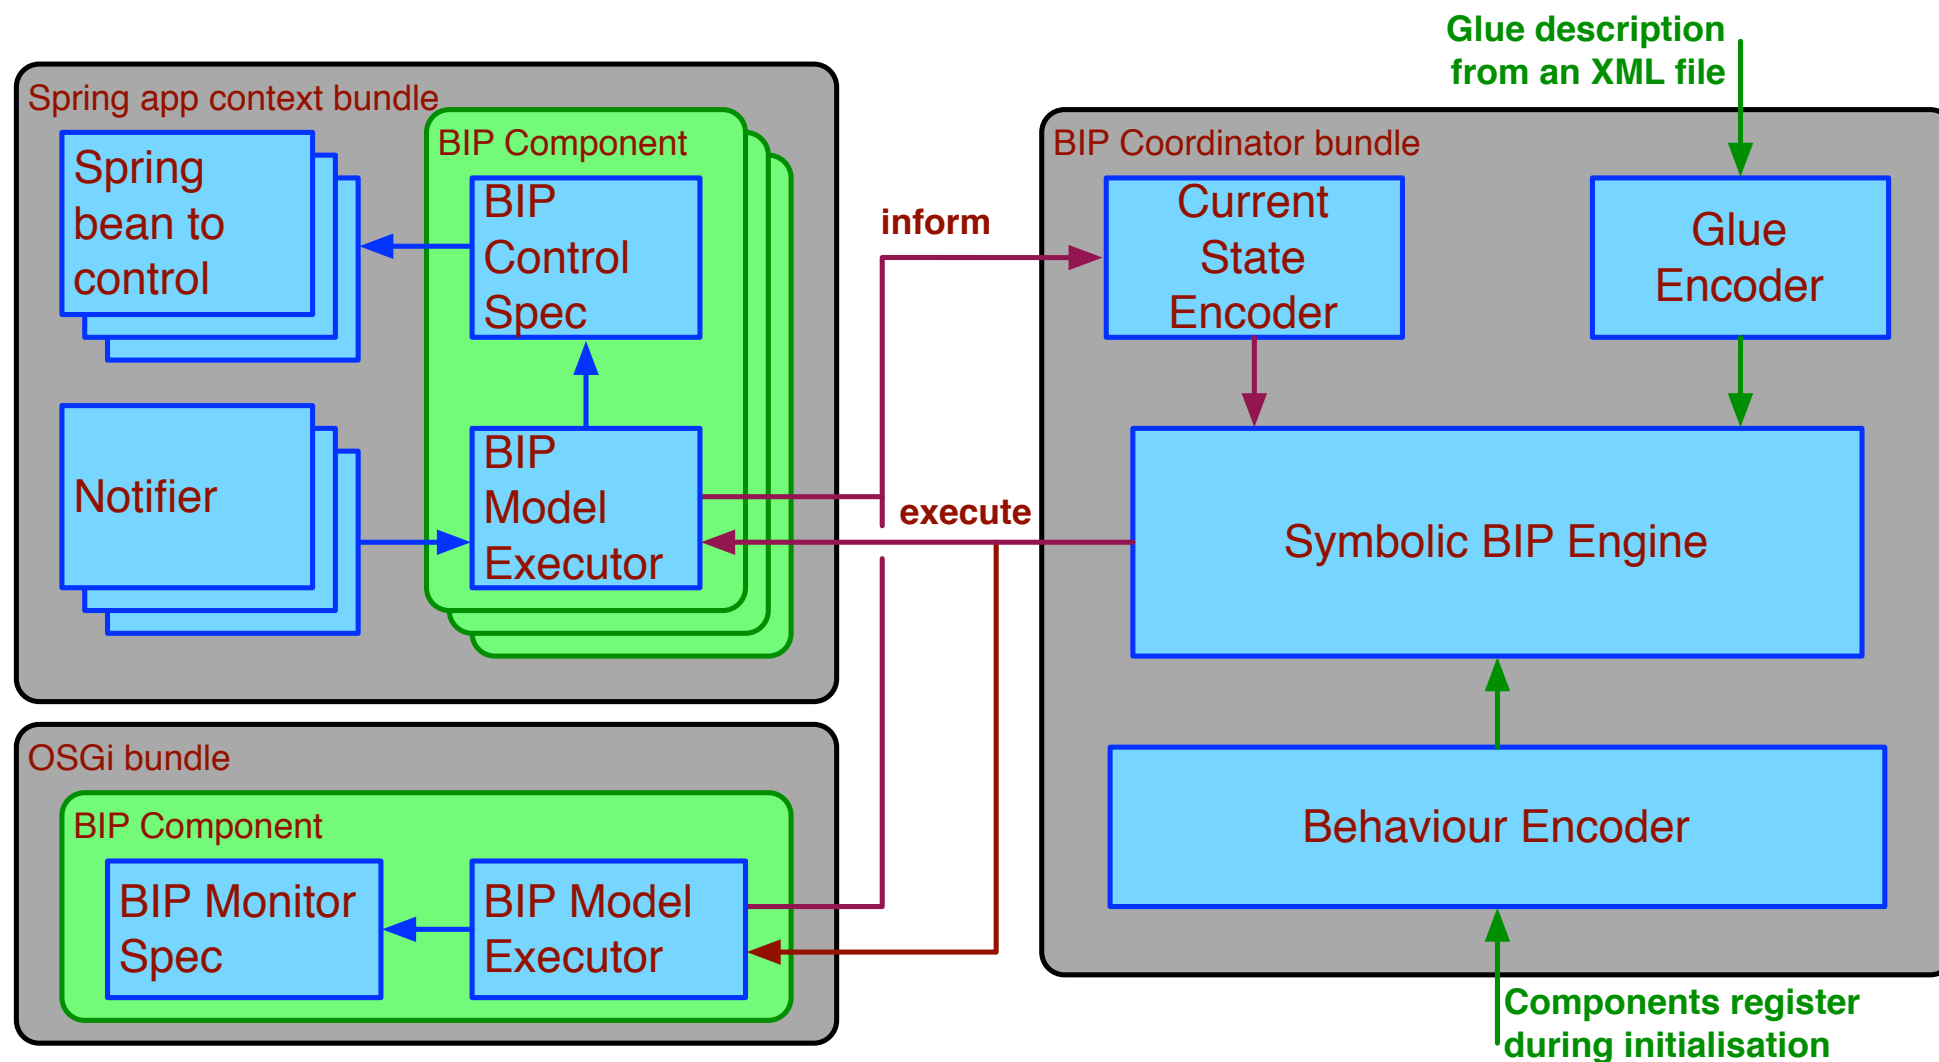 Glue description
from an XML file
Spring app context bundle
Spring
bean to
control
BIP Component
BIP
Control
Spec
Notifier
BIP
Model
Executor
inform
execute
BIP Coordinator bundle
Current
State
Encoder
Glue
Encoder
Symbolic BIP Engine
Behaviour Encoder
OSGi bundle
BIP Component
BIP Monitor
Spec
BIP Model
Executor
Components register
during initialisation